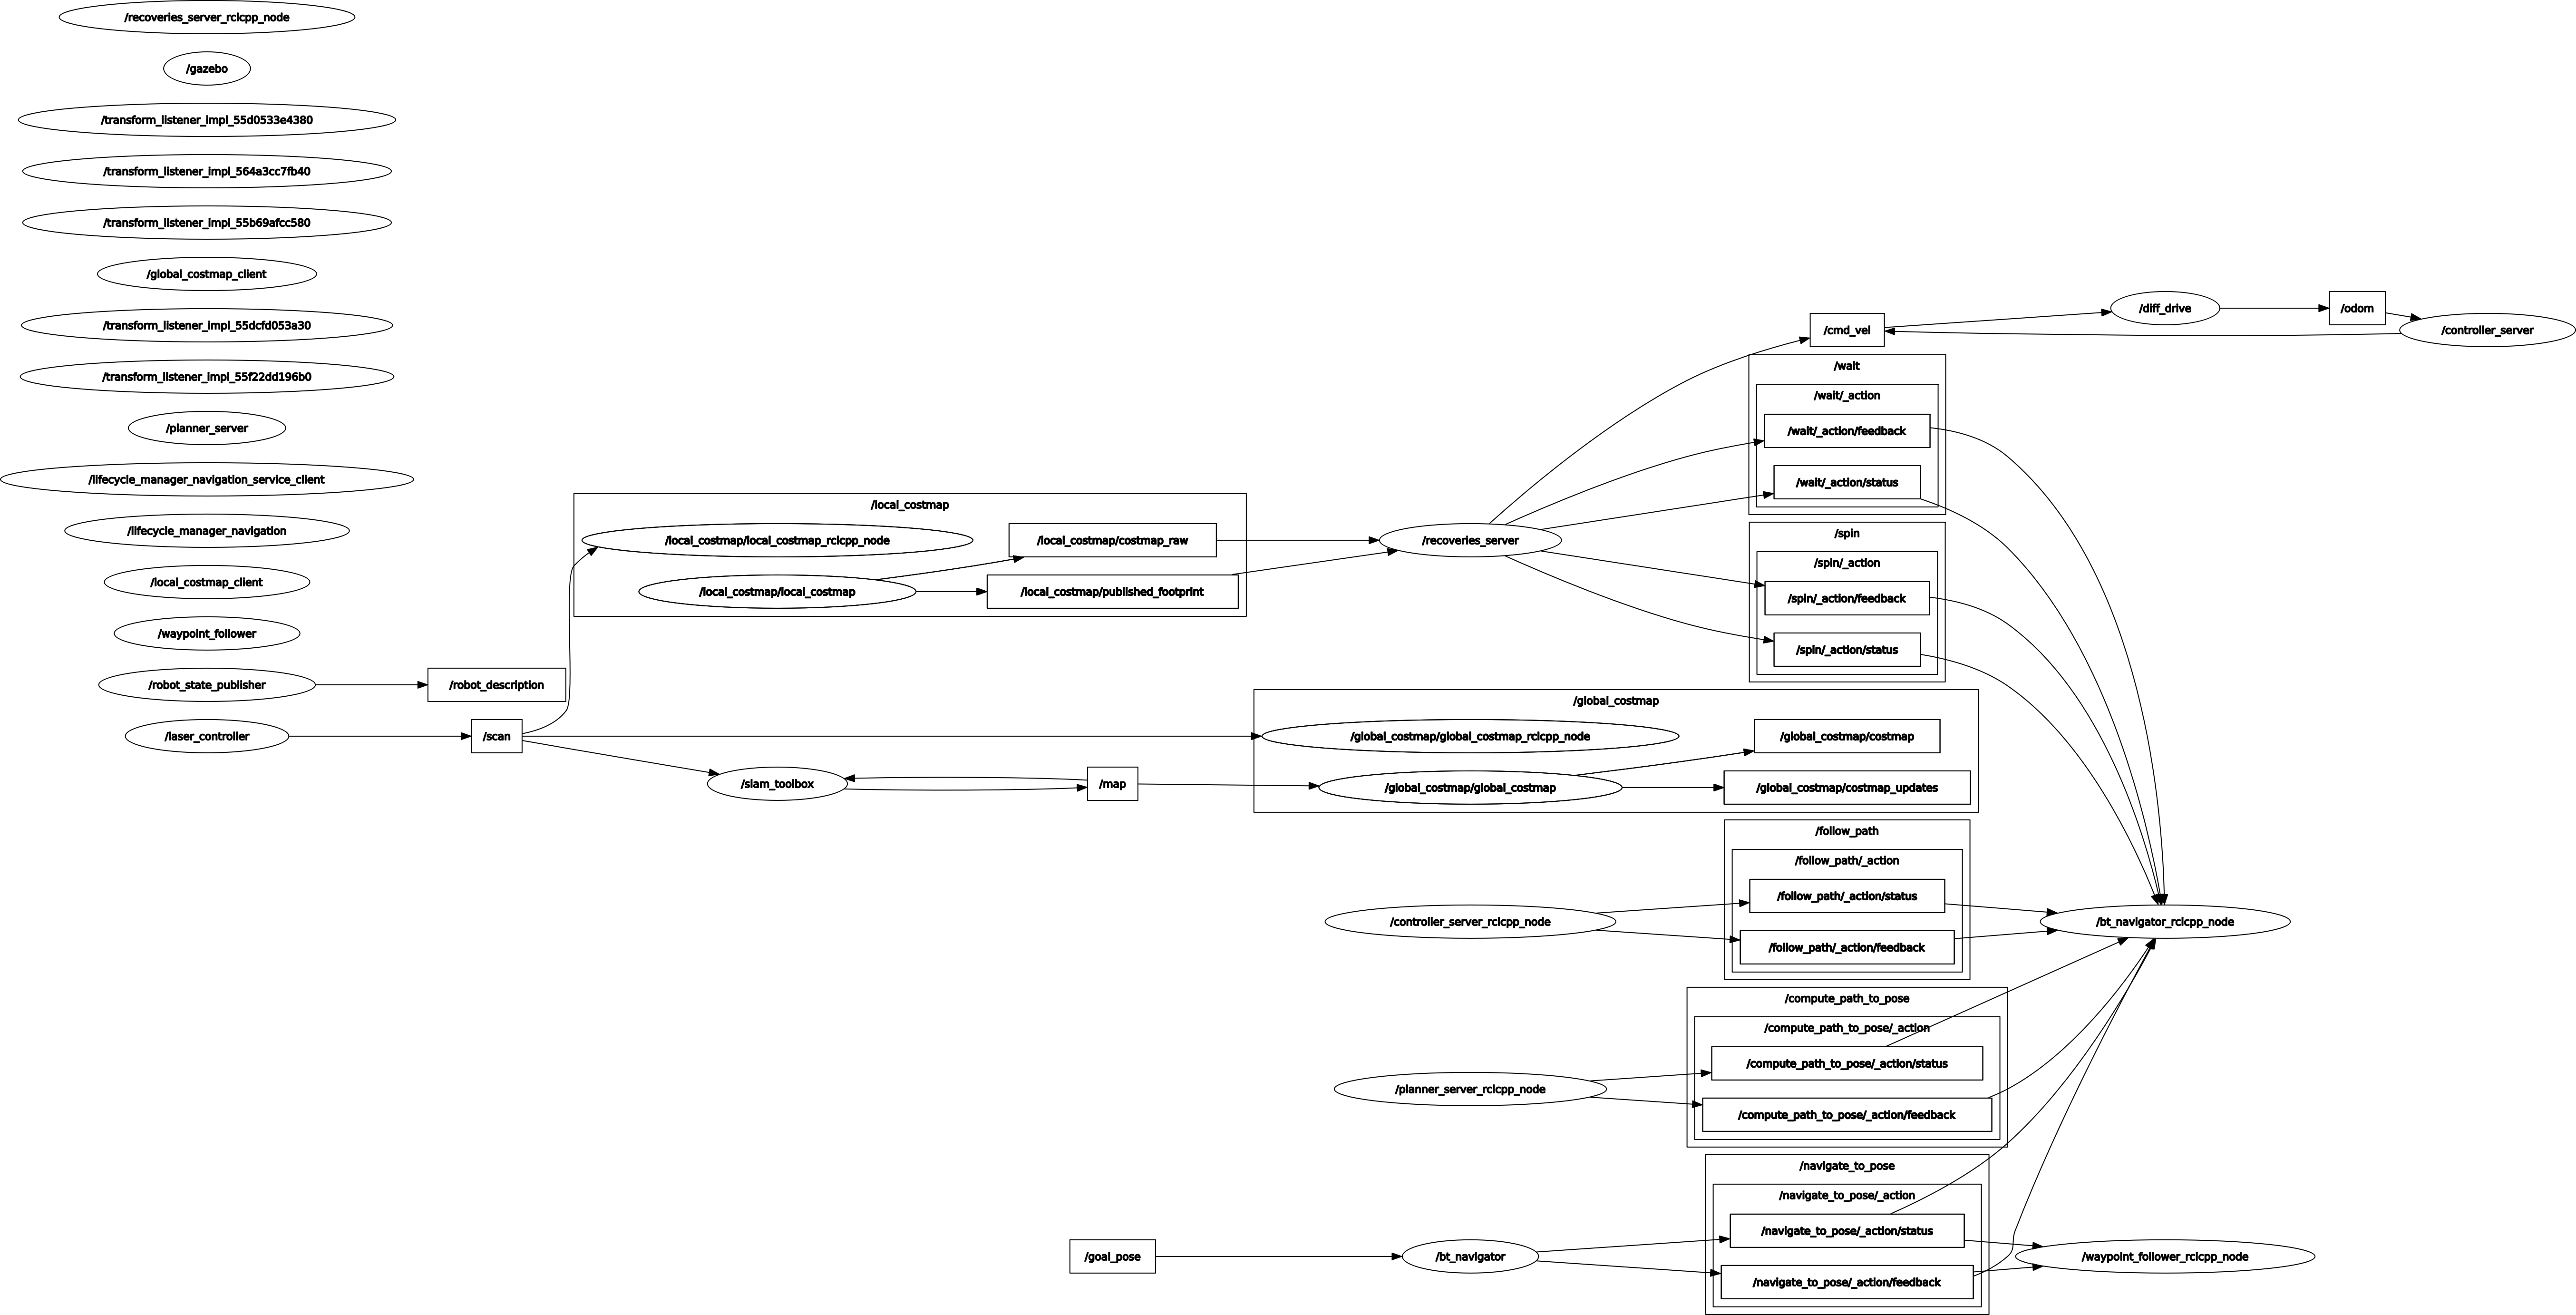 /recoveries_server_rclcpp_node
/gazebo
/transform_listener_impl_55d0533e4380
/transform_listener_impl_564a3cc7fb40
/transform_listener_impl_55b69afcc580
/global_costmap_client
/transform_listener_impl_55dcfd053a30
/transform_listener_impl_55f22dd196b0
/planner_server
/lifecycle_manager_navigation_service_client
/lifecycle_manager_navigation
/local_costmap_client
/waypoint_follower
/robot_state_publisher
/robot_description
/laser_controller
/scan
/local_costmap
/local_costmap/local_costmap_rclcpp_node
/local_costmap/costmap_raw
/local_costmap/local_costmap
/local_costmap/published_footprint
/slam_toolbox
/map
/recoveries_server
/cmd_vel
/diff_drive
/odom
/controller_server
/wait
/wait/_action
/wait/_action/feedback
/wait/_action/status
/spin
/spin/_action
/spin/_action/feedback
/spin/_action/status
/global_costmap
/global_costmap/global_costmap_rclcpp_node
/global_costmap/costmap
/global_costmap/global_costmap
/global_costmap/costmap_updates
/follow_path
/follow_path/_action
/follow_path/_action/status
/controller_server_rclcpp_node
/follow_path/_action/feedback
/bt_navigator_rclcpp_node
/compute_path_to_pose
/compute_path_to_pose/_action
/compute_path_to_pose/_action/status
/planner_server_rclcpp_node
/compute_path_to_pose/_action/feedback
/navigate_to_pose
/navigate_to_pose/_action
/navigate_to_pose/_action/status
/goal_pose
/bt_navigator
/navigate_to_pose/_action/feedback
/waypoint_follower_rclcpp_node